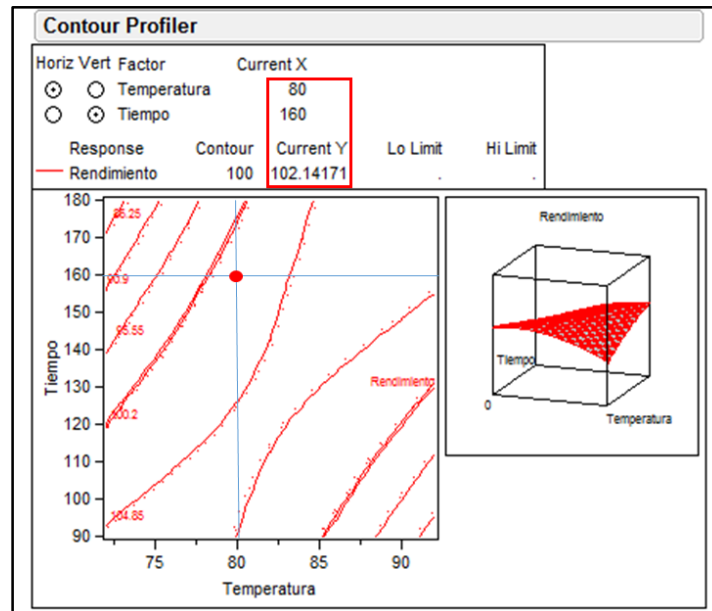 Contour Profiler
Horiz Vert Factor Current X
Temperatura 80
Tiempo 160
Response Contour Current Y Lo Limit Hi Limit
Rendimiento 100 102.14171 . .
180
170
160
150
140
130
120
110
100
90
Tiempo
90.9
95.55
100.2
104.85
Rendimiento
75 80 85 90
Temperatura
Rendimiento
Tiempo
0
Temperatura